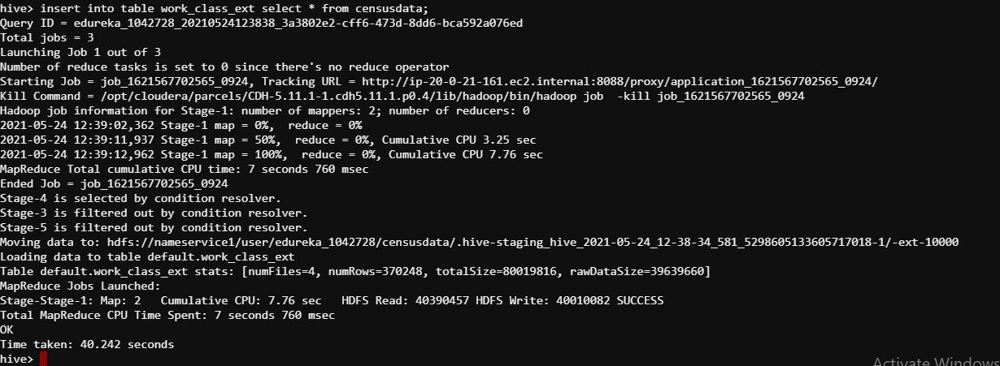 hive> insert into table work_class_ext select * from censusdata;
Query ID = edureka_1042728_20210524123838_3a3802e2-cff6-473d-8dd6-bca592a076ed
Total jobs = 3
Launching Job 1 out of 3
Number of reduce tasks is set to 0 since there's no reduce operator
Starting Job = job_1621567702565_0924, Tracking URL = http://ip-20-0-21-161.ec2.internal:8088/proxy/application_1621567702565_0924/
Kill Command = /opt/cloudera/parcels/CDH-5.11.1-1.cdh5.11.1.p0.4/lib/hadoop/bin/hadoop job  -kill job_1621567702565_0924
Hadoop job information for Stage-1: number of mappers: 2; number of reducers: 0
2021-05-24 12:39:02,362 Stage-1 map = 0%,  reduce = 0%
2021-05-24 12:39:11,937 Stage-1 map = 50%,  reduce = 0%, Cumulative CPU 3.25 sec
2021-05-24 12:39:12,962 Stage-1 map = 100%,  reduce = 0%, Cumulative CPU 7.76 sec
MapReduce Total cumulative CPU time: 7 seconds 760 msec
Ended Job = job_1621567702565_0924
Stage-4 is selected by condition resolver.
Stage-3 is filtered out by condition resolver.
Stage-5 is filtered out by condition resolver.
Moving data to: hdfs://nameservice1/user/edureka_1042728/censusdata/.hive-staging_hive_2021-05-24_12-38-34_581_5298605133605717018-1/-ext-10000
Loading data to table default.work_class_ext
Table default.work_class_ext stats: [numFiles=4, numRows=370248, totalSize=80019816, rawDataSize=39639660]
MapReduce Jobs Launched:
Stage-Stage-1: Map: 2   Cumulative CPU: 7.76 sec   HDFS Read: 40390457 HDFS Write: 40010082 SUCCESS
Total MapReduce CPU Time Spent: 7 seconds 760 msec
OK
Time taken: 40.242 seconds
hive>
Activate Windows